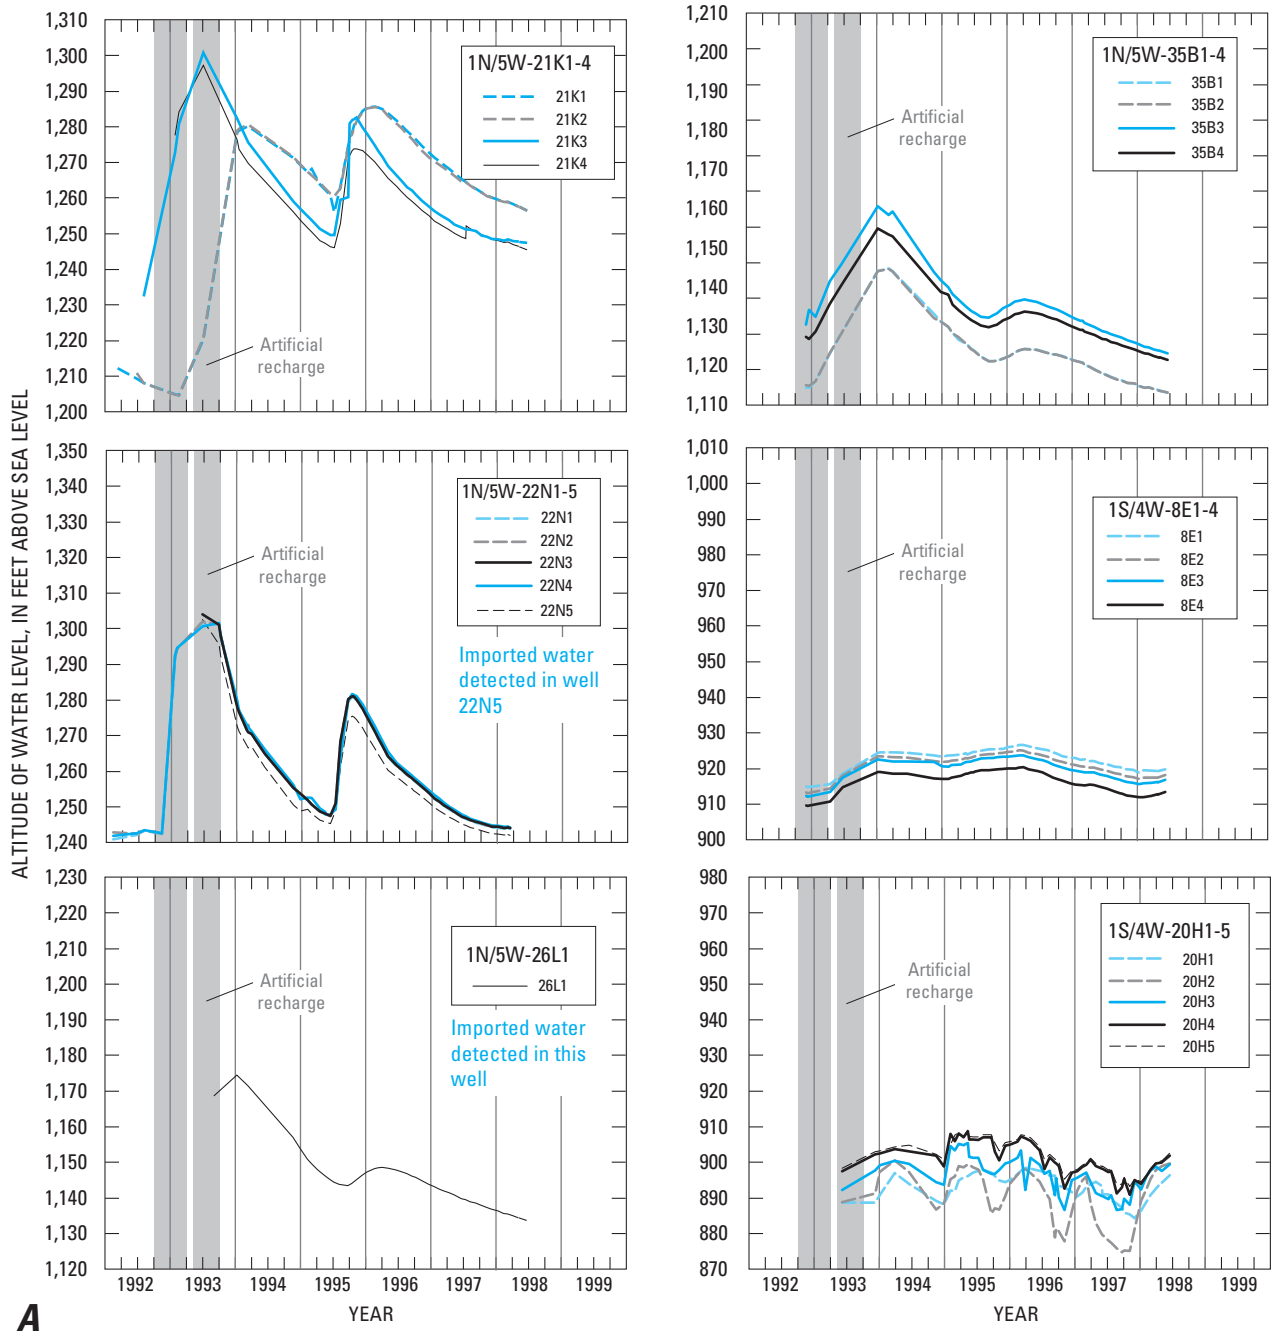 ALTITUDE OF WATER LEVEL, IN FEET ABOVE SEA LEVEL
1,310
1,300
1,290
1,280
1,270
1,260
1,250
1,240
1,230
1,220
1,210
1,200
1N/5W-21K1-4
21K1
21K2
21K3
21K4
Artificial
recharge
1,210
1,200
1,190
1,180
1,170
1,160
1,150
1,140
1,130
1,120
1,110
1N/5W-35B1-4
35B1
35B2
35B3
35B4
Artificial
recharge
1,350
1,340
1,330
1,320
1,310
1,300
1,290
1,280
1,270
1,260
1,250
1,240
1N/5W-22N1-5
22N1
22N2
22N3
22N4
22N5
Artificial
recharge
Imported water
detected in well
22N5
1,010
1,000
990
980
970
960
950
940
930
920
910
900
1S/4W-8E1-4
8E1
8E2
8E3
8E4
Artificial
recharge
1,230
1,220
1,210
1,200
1,190
1,180
1,170
1,160
1,150
1,140
1,130
1,120
1N/5W-26L1
26L1
Artificial
recharge
Imported water
detected in this
well
1992 1993 1994 1995 1996 1997 1998 1999
YEAR
980
970
960
950
940
930
920
910
900
890
880
870
1S/4W-20H1-5
20H1
20H2
20H3
20H4
20H5
Artificial
recharge
1992 1993 1994 1995 1996 1997 1998 1999
YEAR
A